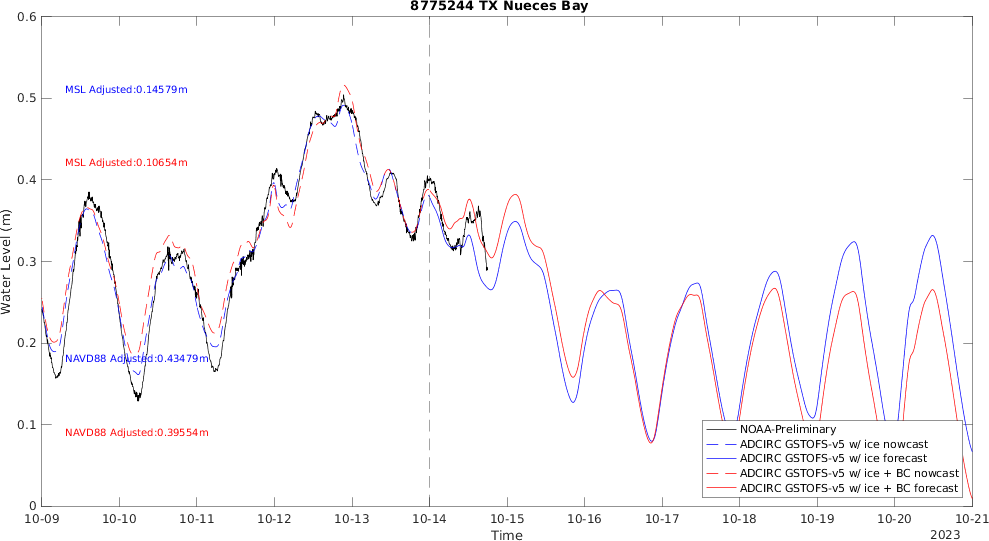 8775244 TX Nueces Bay
0.6
0.5
0.4
0.3
0.2
0.1
0
Water Level (m)
MSL Adjusted:0.14579m
MSL Adjusted:0.10654m
NAVD88 Adjusted:0.43479m
NAVD88 Adjusted:0.39554m
NOAA-Preliminary
ADCIRC GSTOFS-v5 w/ ice nowcast
ADCIRC GSTOFS-v5 w/ ice forecast
ADCIRC GSTOFS-v5 w/ ice + BC nowcast
ADCIRC GSTOFS-v5 w/ ice + BC forecast
10-09 10-10 10-11 10-12 10-13 10-14 10-15 10-16 10-17 10-18 10-19 10-20 10-21
Time
2023